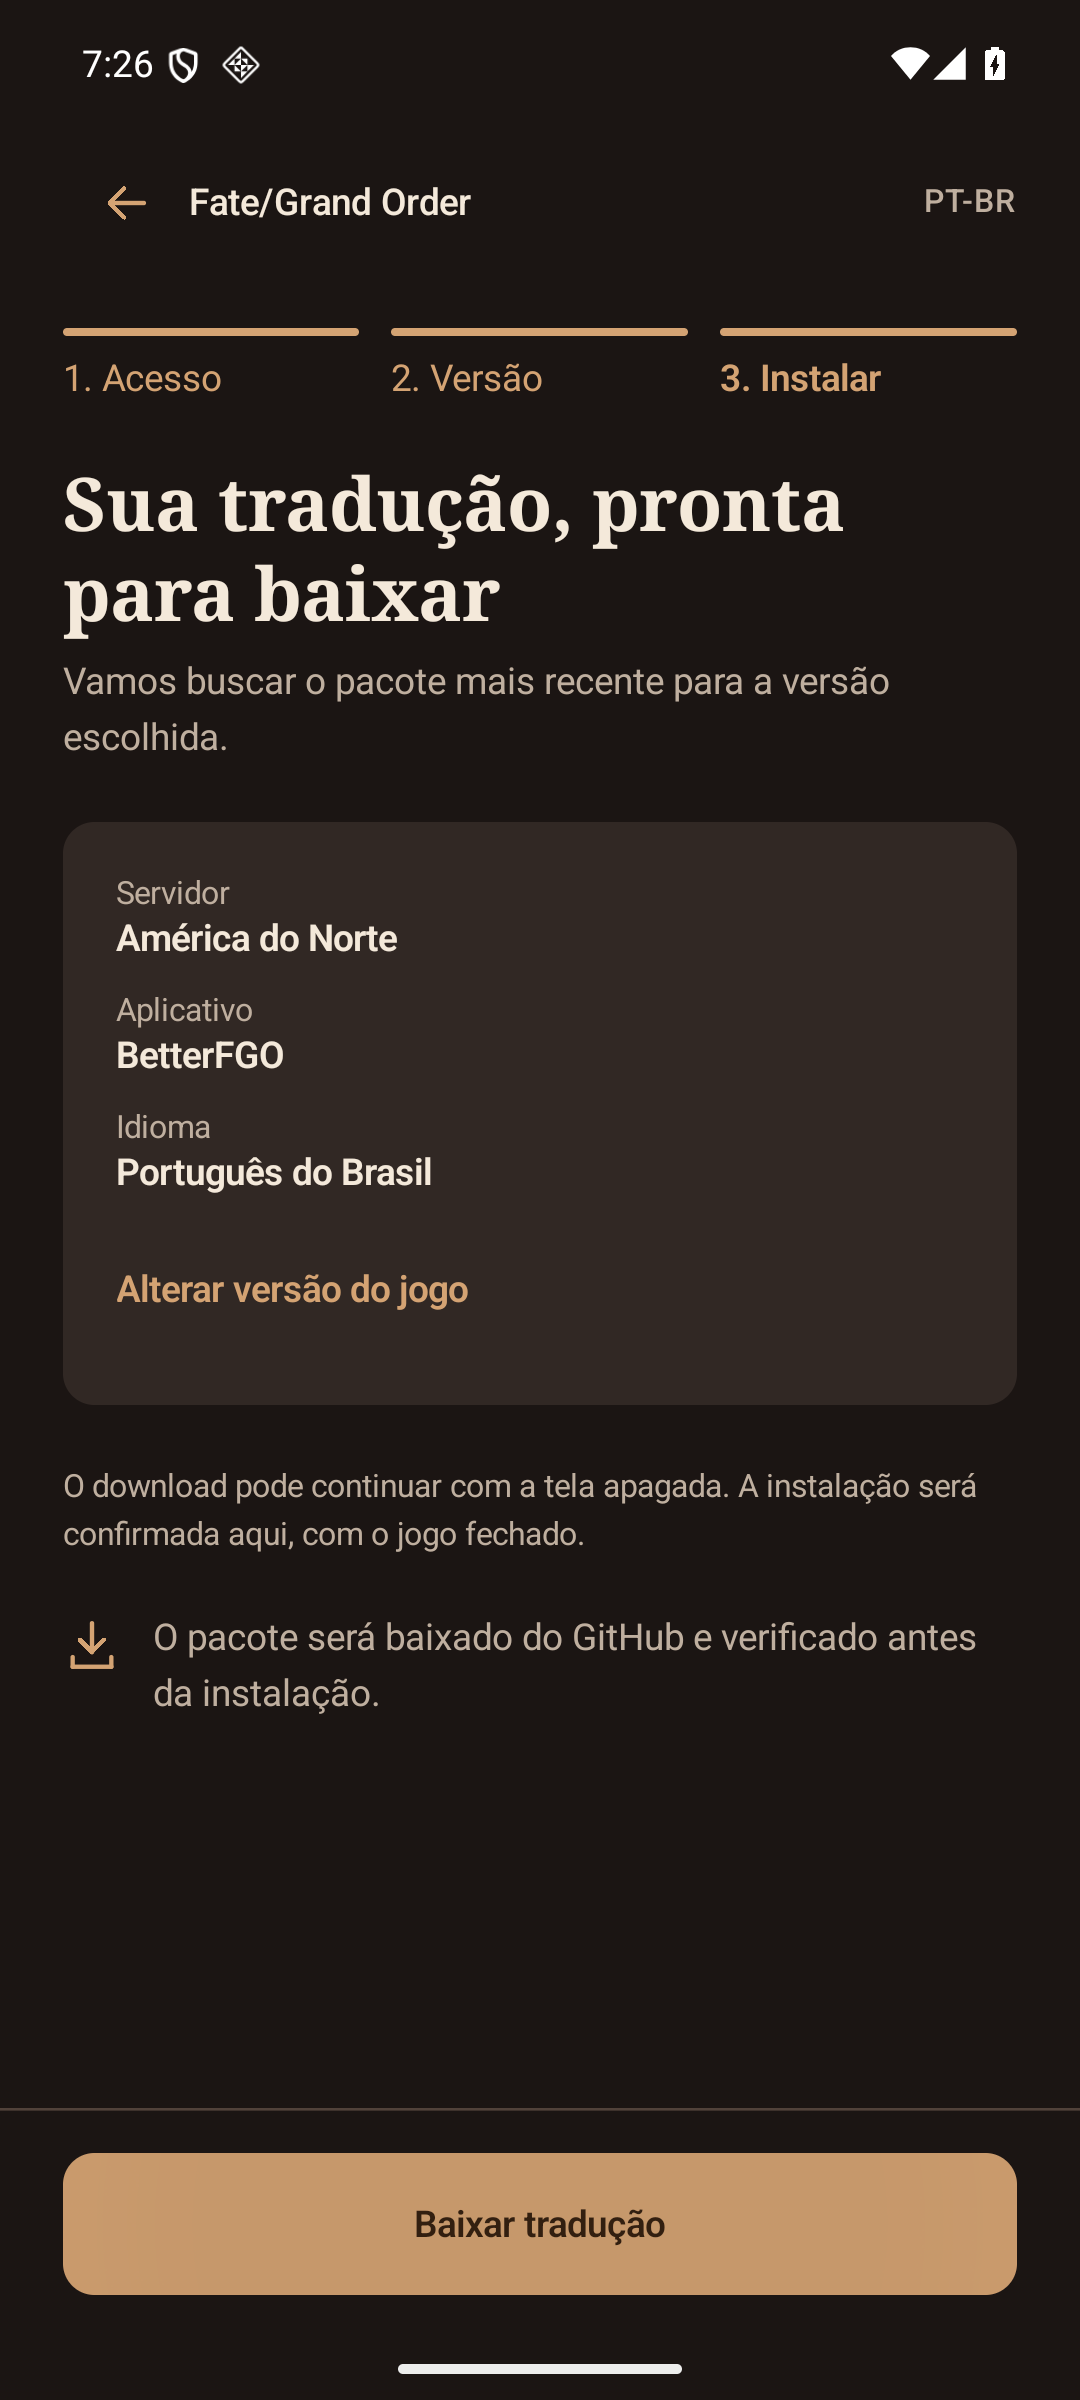 7:26
Fate/Grand Order
PT-BR
1. Acesso
2. Versão
3. Instalar
Sua tradução, pronta
para baixar
Vamos buscar o pacote mais recente para a versão
escolhida.
Servidor
América do Norte
Aplicativo
BetterFGO
Idioma
Português do Brasil
Alterar versão do jogo
O download pode continuar com a tela apagada. A instalação será
confirmada aqui, com o jogo fechado.
O pacote será baixado do GitHub e verificado antes
da instalação.
Baixar tradução